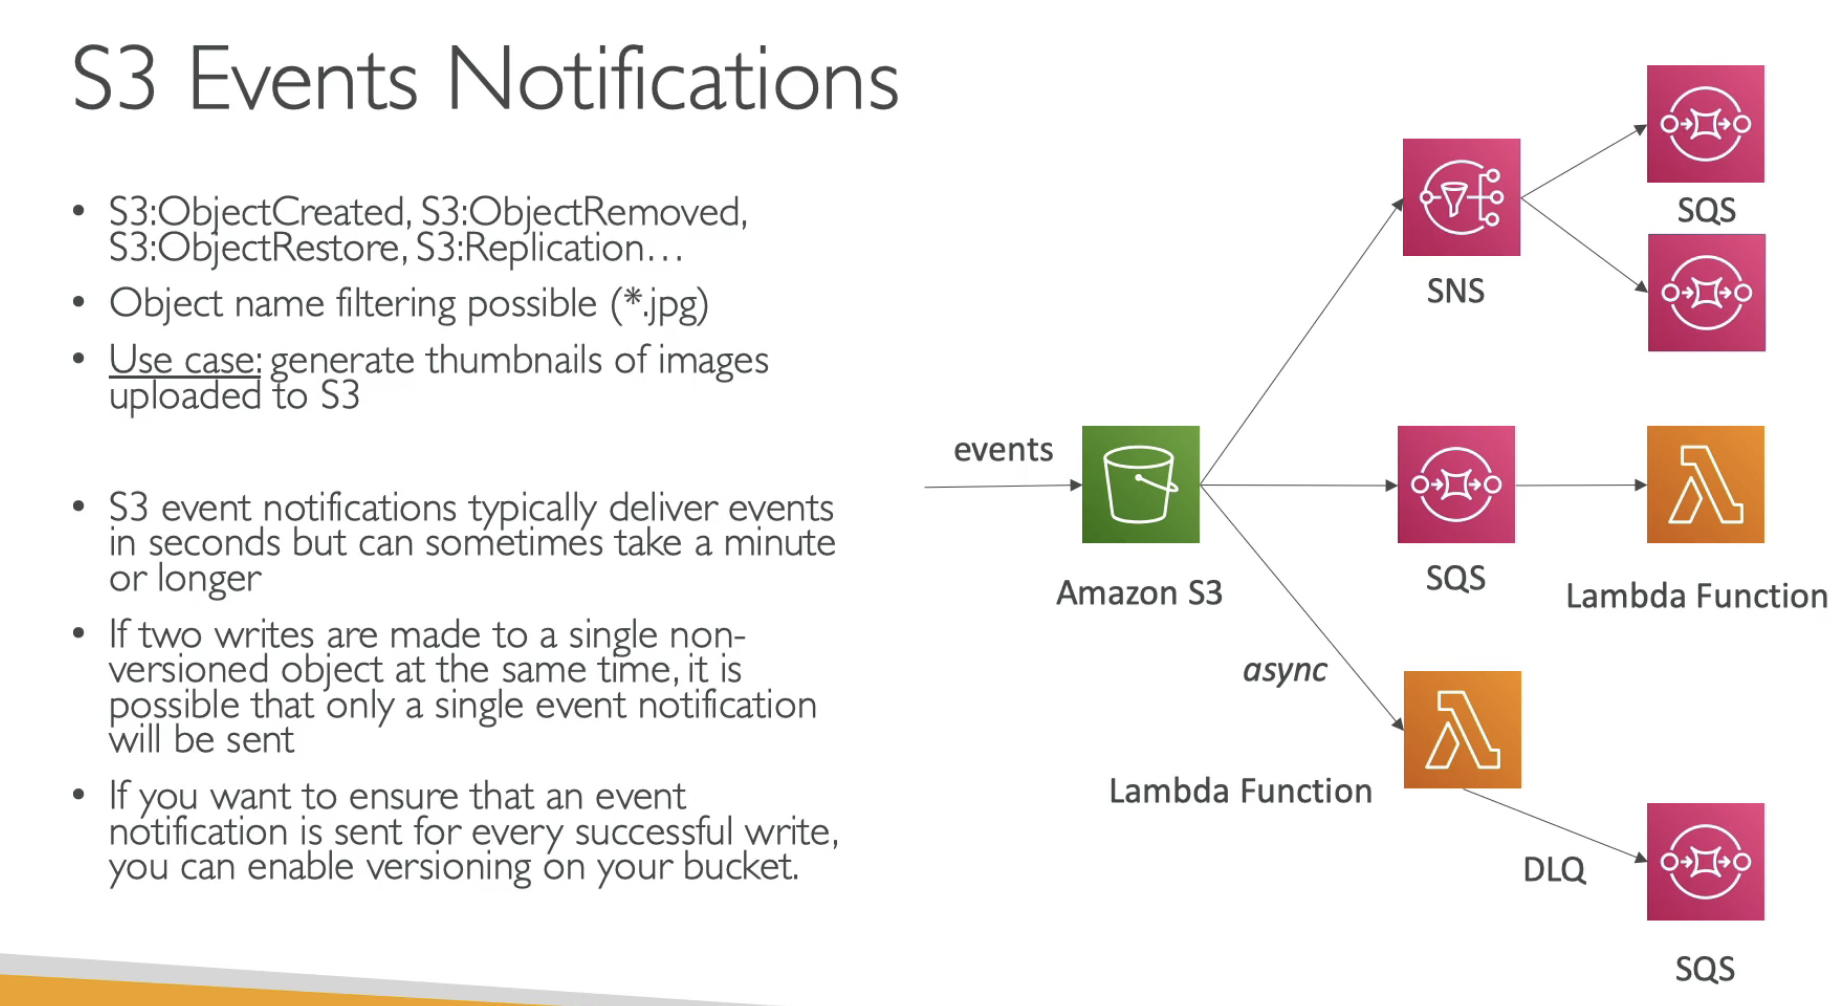 S3 Events Notifications
• S3:ObjectCreated, S3:ObjectRemoved,
S3:ObjectRestore, S3:Replication…
• Object name filtering possible (*.jpg)
• Use case: generate thumbnails of images
uploaded to S3
• S3 event notifications typically deliver events
in seconds but can sometimes take a minute
or longer
• If two writes are made to a single non-
versioned object at the same time, it is
possible that only a single event notification
will be sent
• If you want to ensure that an event
notification is sent for every successful write,
you can enable versioning on your bucket.
events
Amazon S3
SNS
SQS
SQS
Lambda Function
async
Lambda Function
DLQ
SQS